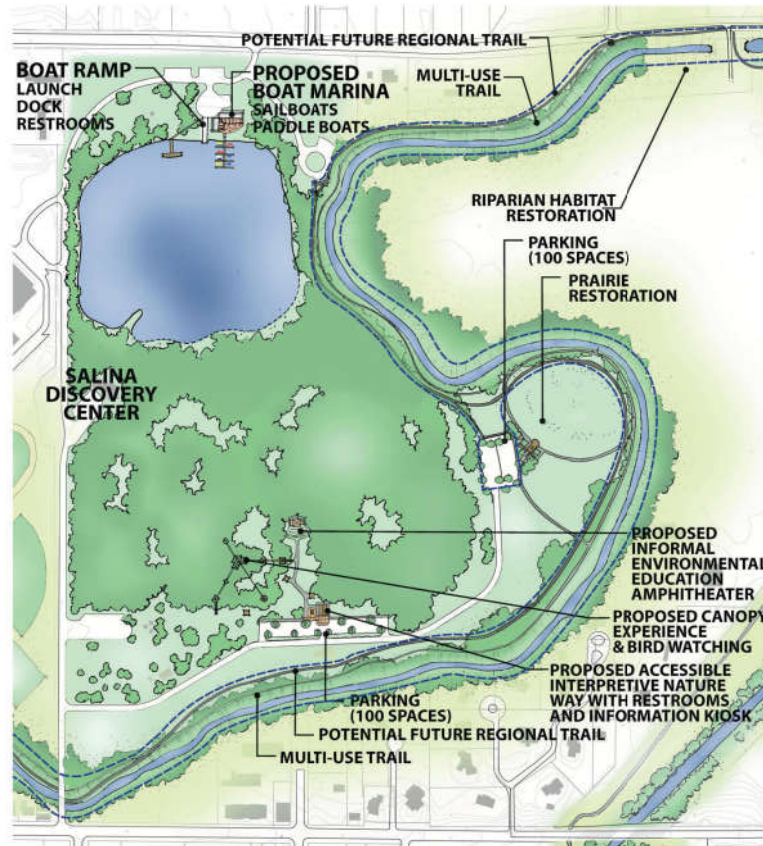 POTENTIAL FUTURE REGIONAL TRAIL
BOAT RAMP
LAUNCH
DOCK
RESTROOMS
PROPOSED
BOAT MARINA
SAILBOATS
PADDLE BOATS
MULTI-USE
TRAIL
RIPARIAN HABITAT
RESTORATION
PARKING
(100 SPACES)
PRAIRIE
RESTORATION
SALINA
DISCOVERY
CENTER
PROPOSED
INFORMAL
ENVIRONMENTAL
EDUCATION
AMPHITHEATER
PROPOSED CANOPY
EXPERIENCE
& BIRD WATCHING
PROPOSED ACCESSIBLE
INTERPRETIVE NATURE
WAY WITH RESTROOMS
AND INFORMATION KIOSK
PARKING
(100 SPACES)
POTENTIAL FUTURE REGIONAL TRAIL
MULTI-USE TRAIL